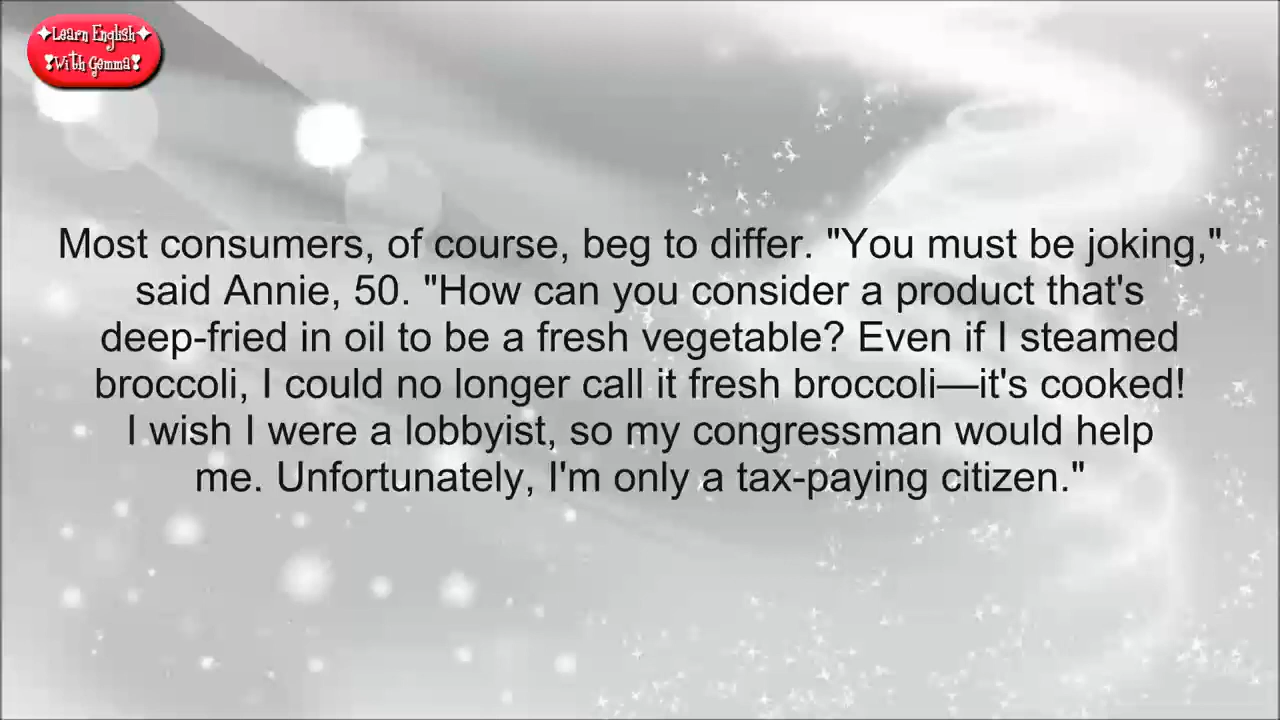 ✦Learn English✦
❣With Gemma❣
Most consumers, of course, beg to differ. "You must be joking,"
said Annie, 50. "How can you consider a product that's
deep-fried in oil to be a fresh vegetable? Even if I steamed
broccoli, I could no longer call it fresh broccoli—it's cooked!
I wish I were a lobbyist, so my congressman would help
me. Unfortunately, I'm only a tax-paying citizen."